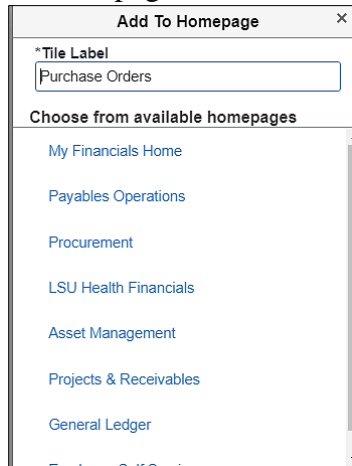 Add To Homepage ×
*Tile Label
Purchase Orders
Choose from available homepages
My Financials Home
Payables Operations
Procurement
LSU Health Financials
Asset Management
Projects & Receivables
General Ledger